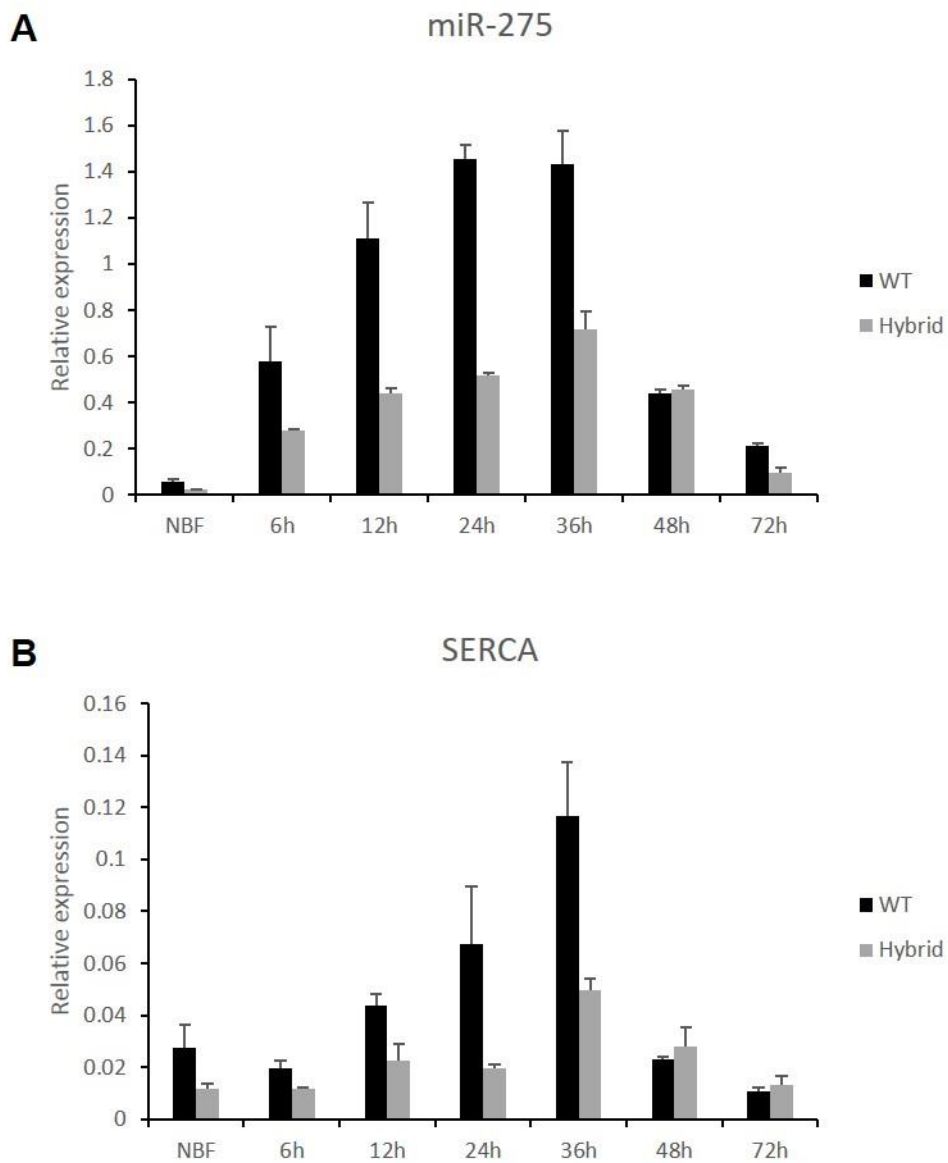 A
miR-275
Relative expression
1.8
1.6
1.4
1.2
1
0.8
0.6
0.4
0.2
0
NBF 6h 12h 24h 36h 48h 72h
WT
Hybrid
B
SERCA
Relative expression
0.16
0.14
0.12
0.1
0.08
0.06
0.04
0.02
0
NBF 6h 12h 24h 36h 48h 72h
WT
Hybrid